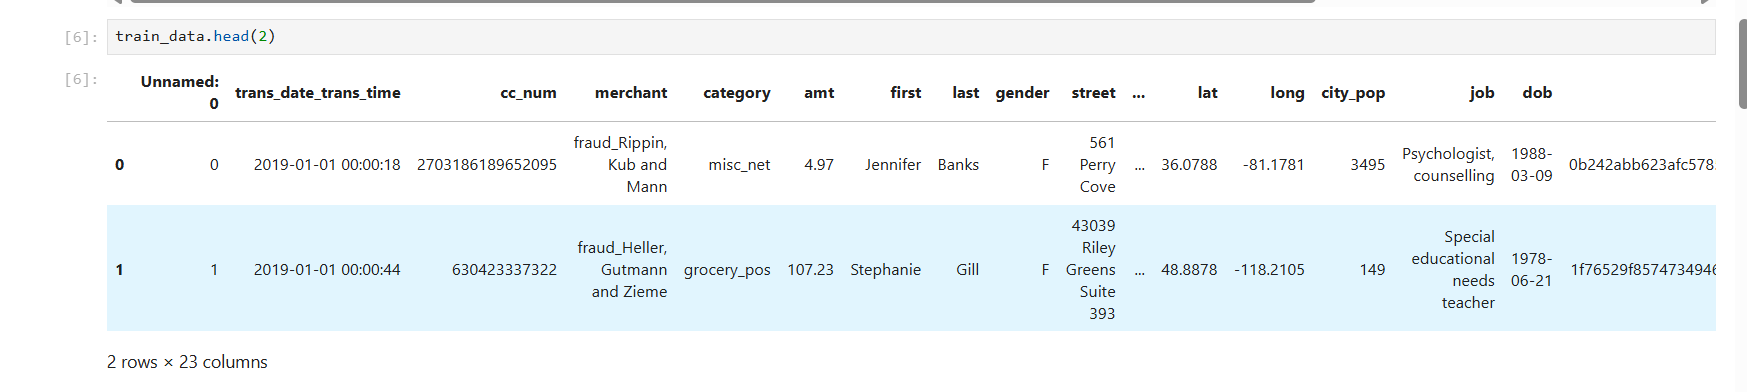 [6]: train_data.head(2)
[6]:
Unnamed: 0 trans_date_trans_time cc_num merchant category amt first last gender street ... lat long city_pop job dob
0 0 2019-01-01 00:00:18 2703186189652095 fraud_Rippin, Kub and Mann misc_net 4.97 Jennifer Banks F 561 Perry Cove ... 36.0788 -81.1781 3495 Psychologist, counselling 1988-03-09 0b242abb623afc578
1 1 2019-01-01 00:00:44 630423337322 fraud_Heller, Gutmann and Zieme grocery_pos 107.23 Stephanie Gill F 43039 Riley Greens Suite 393 ... 48.8878 -118.2105 149 Special educational needs teacher 1978-06-21 1f76529f857473494
2 rows × 23 columns